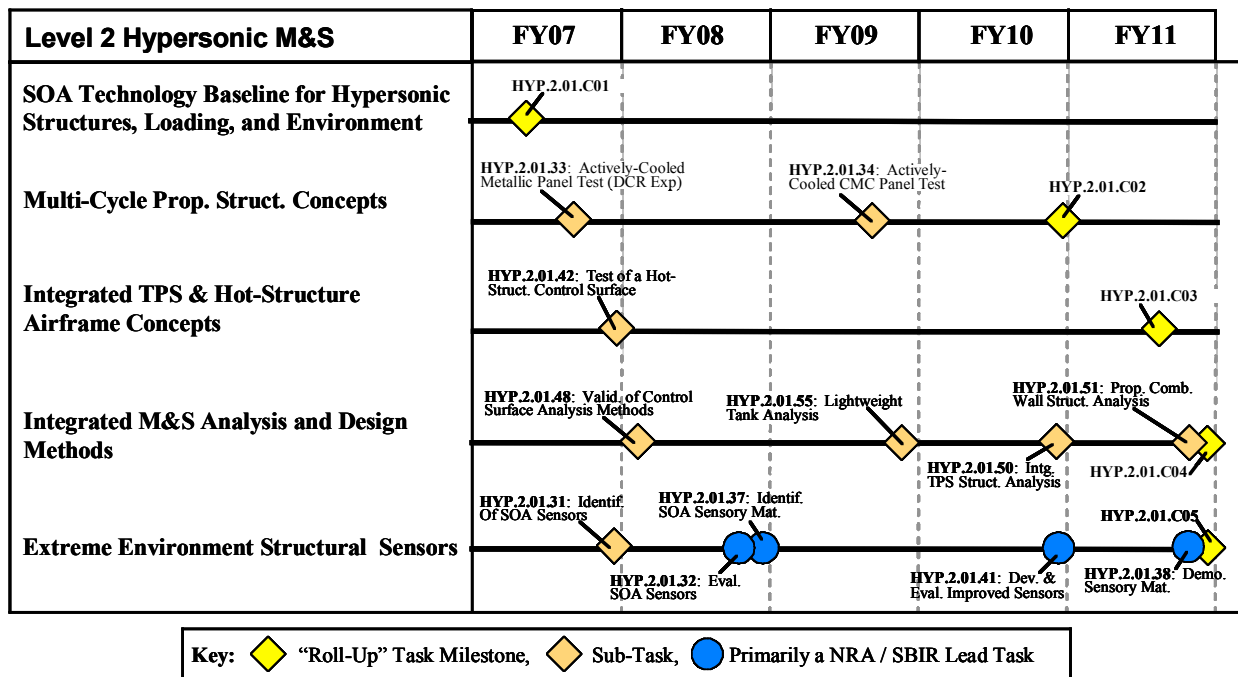 Level 2 Hypersonic M&S
FY07
FY08
FY09
FY10
FY11
SOA Technology Baseline for Hypersonic
Structures, Loading, and Environment
HYP.2.01.C01
Multi-Cycle Prop. Struct. Concepts
HYP.2.01.33: Actively-Cooled
Metallic Panel Test (DCR Exp)
HYP.2.01.34: Actively-
Cooled CMC Panel Test
HYP.2.01.C02
Integrated TPS & Hot-Structure
Airframe Concepts
HYP.2.01.42: Test of a Hot-
Struct. Control Surface
HYP.2.01.C03
Integrated M&S Analysis and Design
Methods
HYP.2.01.48: Valid. of Control
Surface Analysis Methods
HYP.2.01.55: Lightweight
Tank Analysis
HYP.2.01.50: Intg.
TPS Struct. Analysis
HYP.2.01.51: Prop. Comb.
Wall Struct. Analysis
HYP.2.01.C04
Extreme Environment Structural Sensors
HYP.2.01.31: Identif.
Of SOA Sensors
HYP.2.01.32: Eval.
SOA Sensors
HYP.2.01.37: Identif.
SOA Sensory Mat.
HYP.2.01.41: Dev. &
Eval. Improved Sensors
HYP.2.01.C05
HYP.2.01.38: Demo.
Sensory Mat.
Key: “Roll-Up” Task Milestone, Sub-Task, Primarily a NRA / SBIR Lead Task